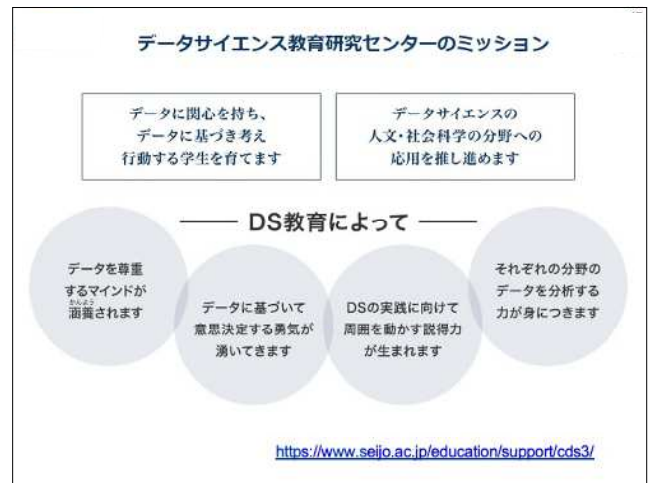 データサイエンス教育研究センターのミッション
データに関心を持ち、
データに基づき考え
行動する学生を育てます
データサイエンスの
人文・社会科学の分野への
応用を推し進めます
DS教育によって
データを尊重
するマインドが
かんよう
涵養されます
データに基づいて
意思決定する勇気が
湧いてきます
DSの実践に向けて
周囲を動かす説得力
が生まれます
それぞれの分野の
データを分析する
力が身につきます
https://www.seijo.ac.jp/education/support/cds3/